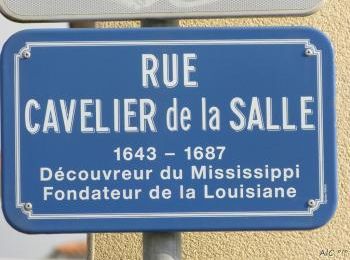 RUE
CAVELIER de la SALLE
1643 – 1687
Découvreur du Mississippi
Fondateur de la Louisiane